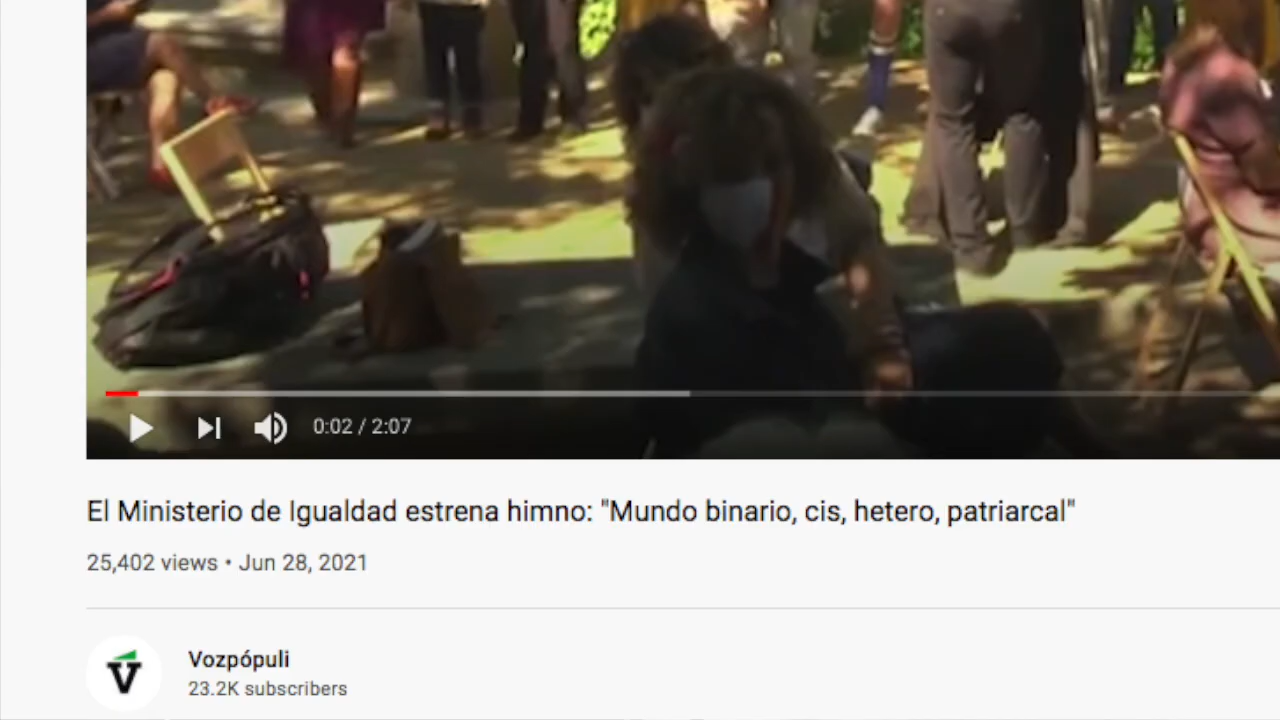 0:02 / 2:07
El Ministerio de Igualdad estrena himno: "Mundo binario, cis, hetero, patriarcal"
25,402 views • Jun 28, 2021
V
Vozpópuli
23.2K subscribers